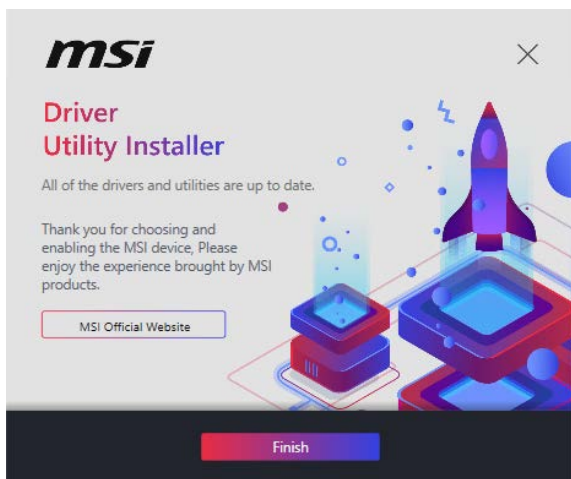 msi
Driver
Utility Installer
All of the drivers and utilities are up to date.
Thank you for choosing and
enabling the MSI device, Please
enjoy the experience brought by MSI
products.
MSI Official Website
Finish